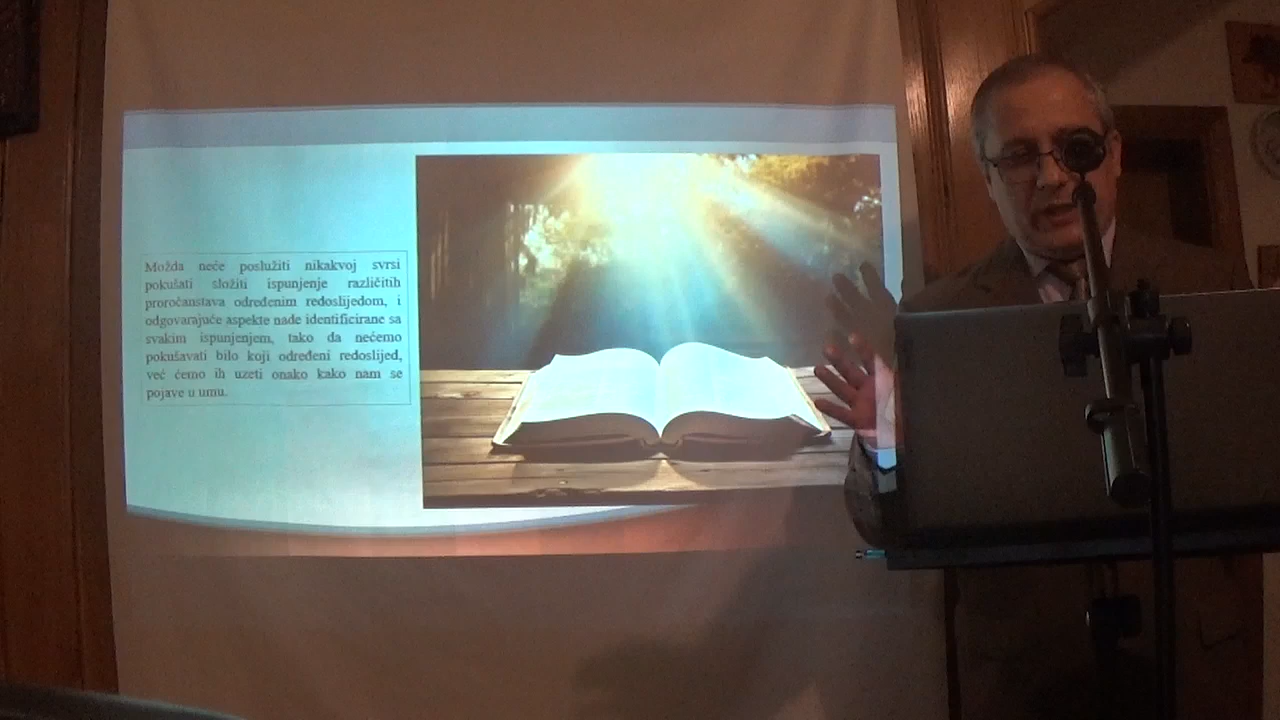 Možda neće poslužiti nikakvoj svrsi
pokušati složiti ispunjenje različitih
proročanstava određenim redoslijedom, i
odgovarajuće aspekte nade identificirane sa
svakim ispunjenjem, tako da nećemo
pokušavati bilo koji određeni redoslijed,
već ćemo ih uzeti onako kako nam se
pojave u umu.